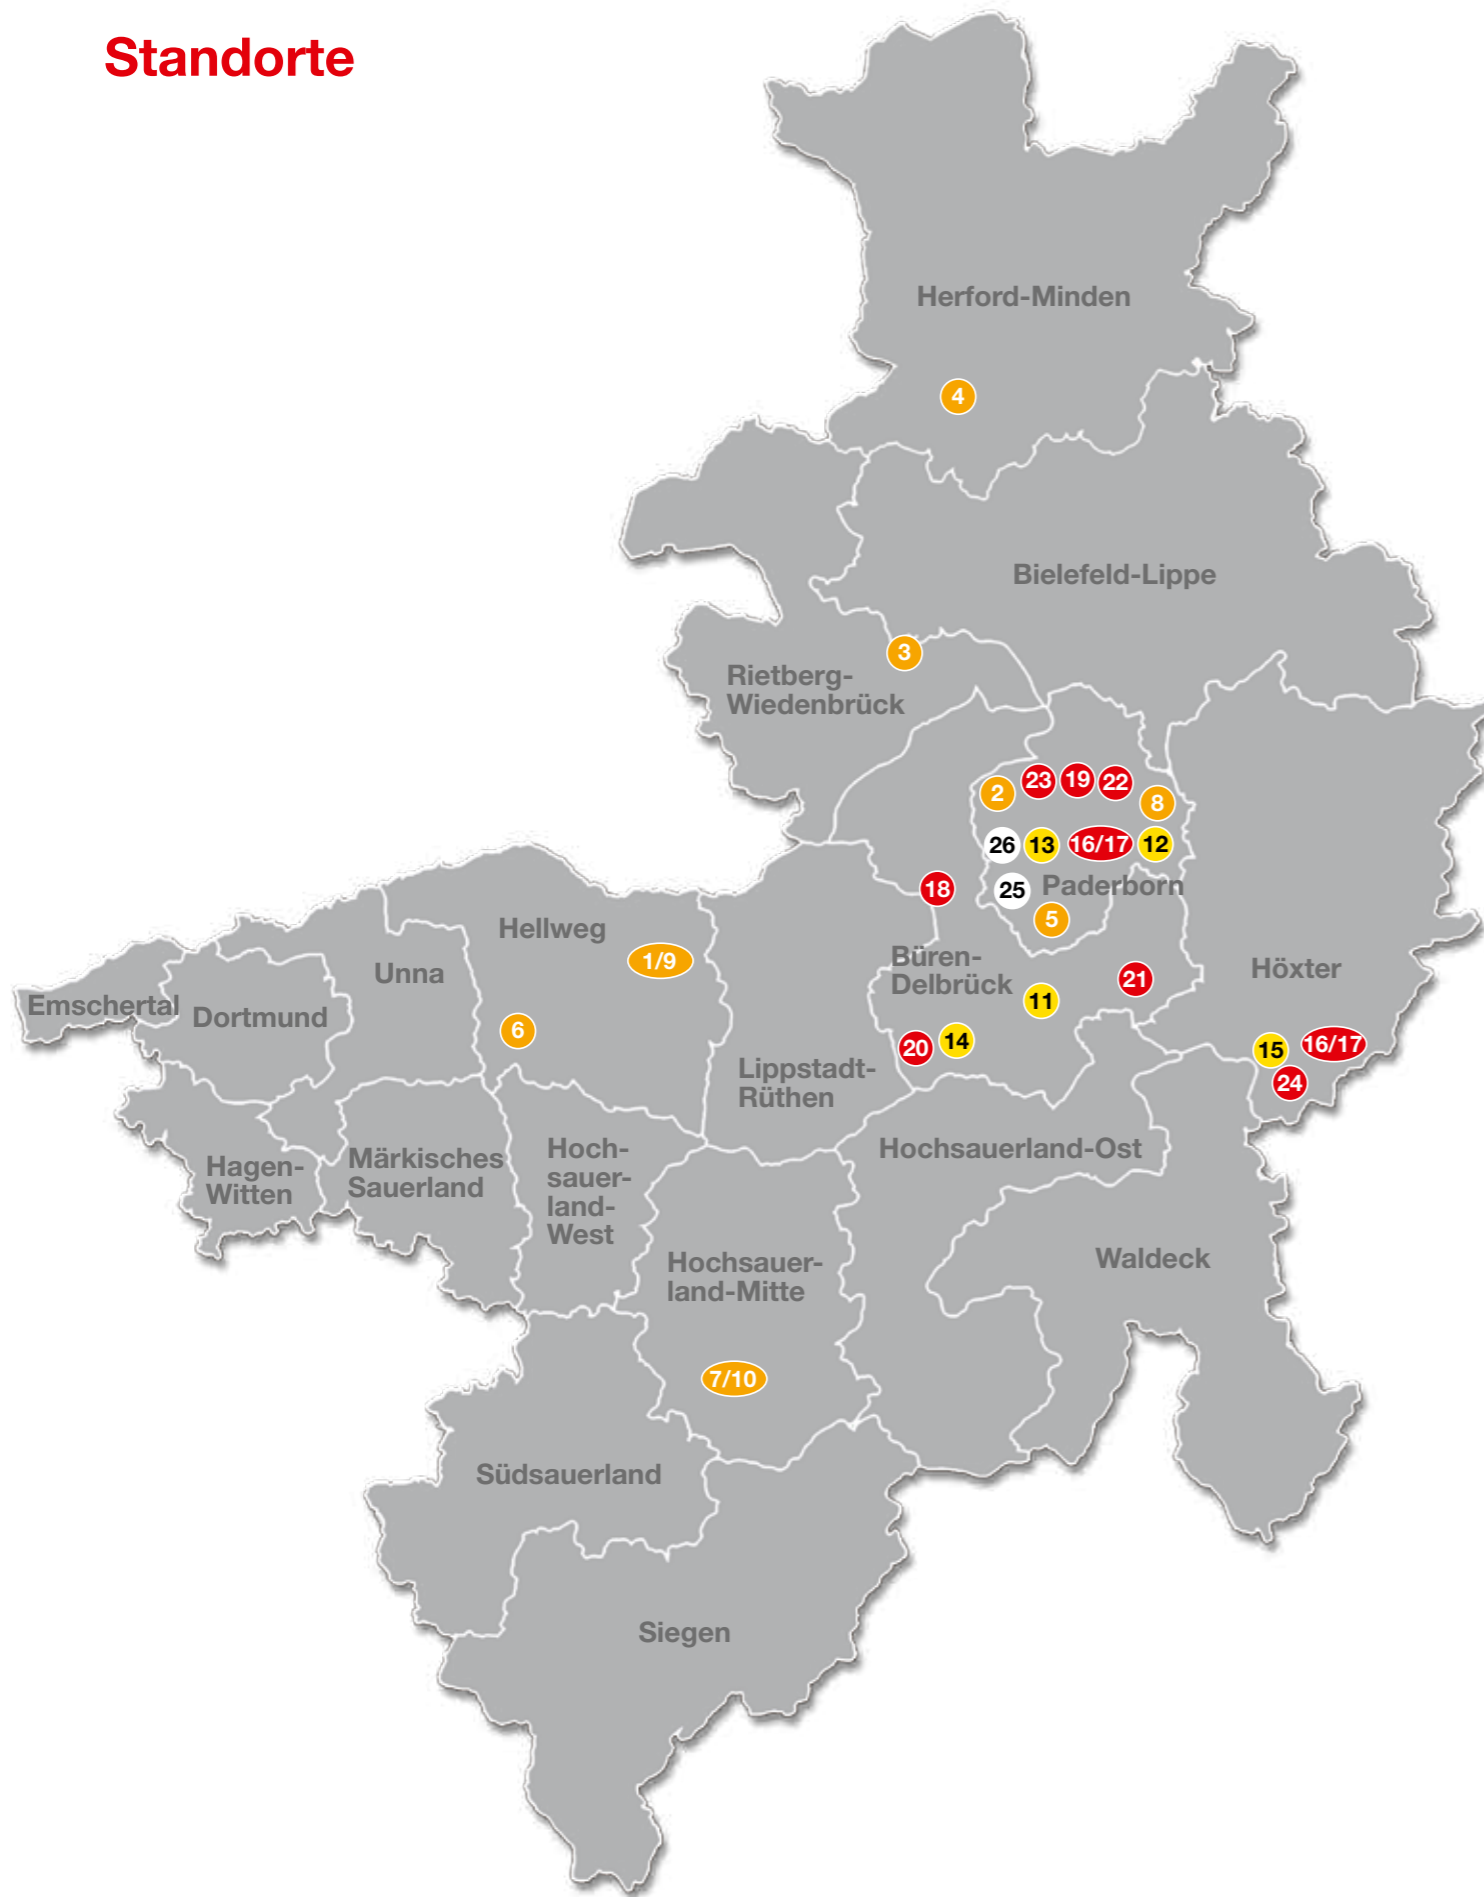 Standorte
Herford-Minden
4
Bielefeld-Lippe
3
Rietberg-
Wiedenbrück
2
23
19
22
8
26
13
16/17
12
18
25
Paderborn
5
Hellweg
1/9
Büren-
Delbrück
21
Höxter
Unna
Emschertal
Dortmund
11
6
20
14
15
16/17
24
Lippstadt-
Rüthen
Hochsauerland-Ost
Hagen-
Witten
Märkisches
Sauerland
Hoch-
sauer-
land-
West
Hochsauer-
land-Mitte
Waldeck
7/10
Südsauerland
Siegen